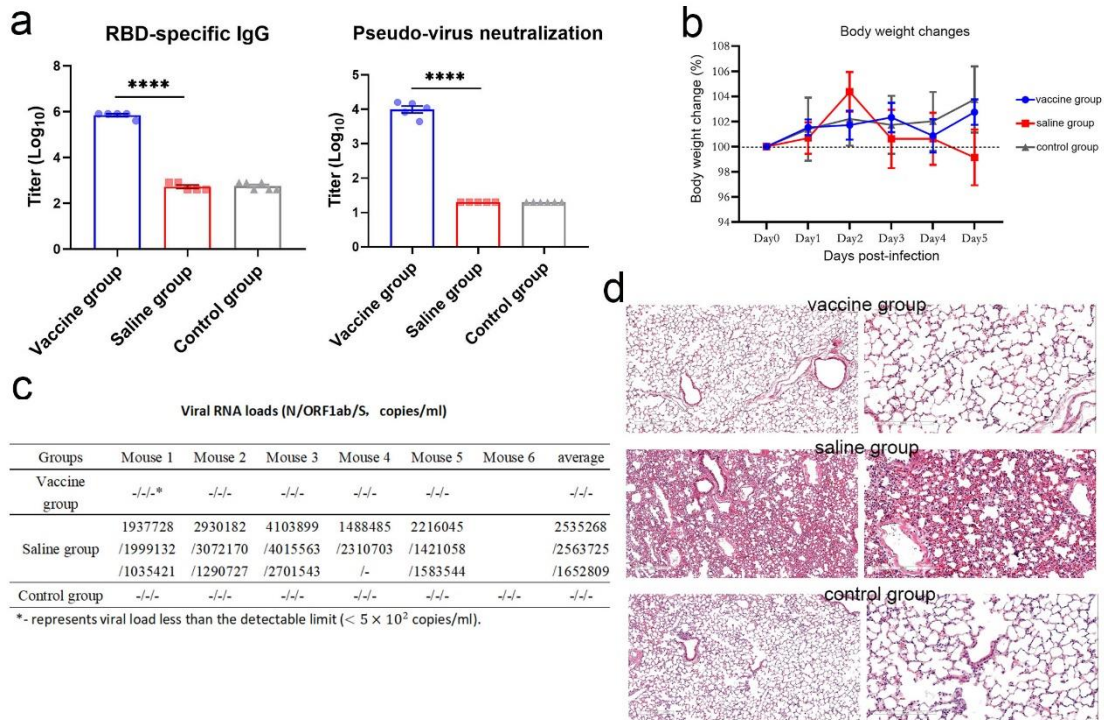 a
RBD-specific IgG
****
Titer (Log10)
8
6
4
2
0
Vaccine group
Saline group
Control group
Pseudo-virus neutralization
****
Titer (Log10)
5
4
3
2
1
0
Vaccine group
Saline group
Control group
b
Body weight changes
Body weight change (%)
108
106
104
102
100
98
96
94
Day0 Day1 Day2 Day3 Day4 Day5
Days post-infection
vaccine group
saline group
control group
c
Viral RNA loads (N/ORF1ab/S, copies/ml)
Groups Mouse 1 Mouse 2 Mouse 3 Mouse 4 Mouse 5 Mouse 6 average
Vaccine
group -/-/-* -/-/- -/-/- -/-/- -/-/- -/-/-
1937728 2930182 4103899 1488485 2216045 2535268
Saline group /1999132 /3072170 /4015563 /2310703 /1421058 /2563725
/1035421 /1290727 /2701543 /- /1583544 /1652809
Control group -/-/- -/-/- -/-/- -/-/- -/-/- -/-/- -/-/-
*- represents viral load less than the detectable limit (< 5 × 10² copies/ml).
d
vaccine group
saline group
control group